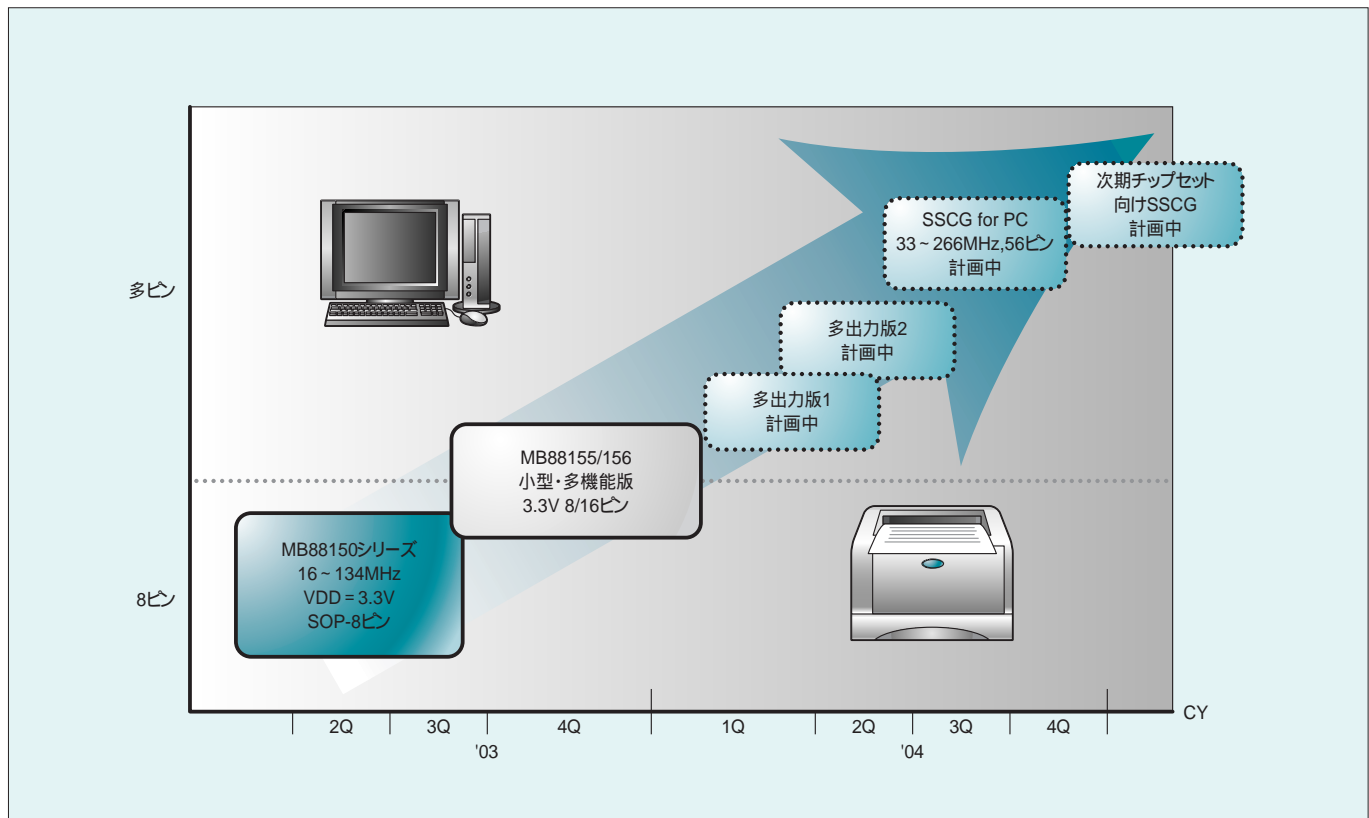 次期チップセット
向けSSCG
計画中
SSCG for PC
33~266MHz,56ピン
計画中
多ピン
多出力版2
計画中
多出力版1
計画中
MB88155/156
小型・多機能版
3.3V 8/16ピン
MB88150シリーズ
16~134MHz
VDD=3.3V
SOP-8ピン
8ピン
2Q 3Q 4Q 1Q 2Q 3Q 4Q CY
'03 '04